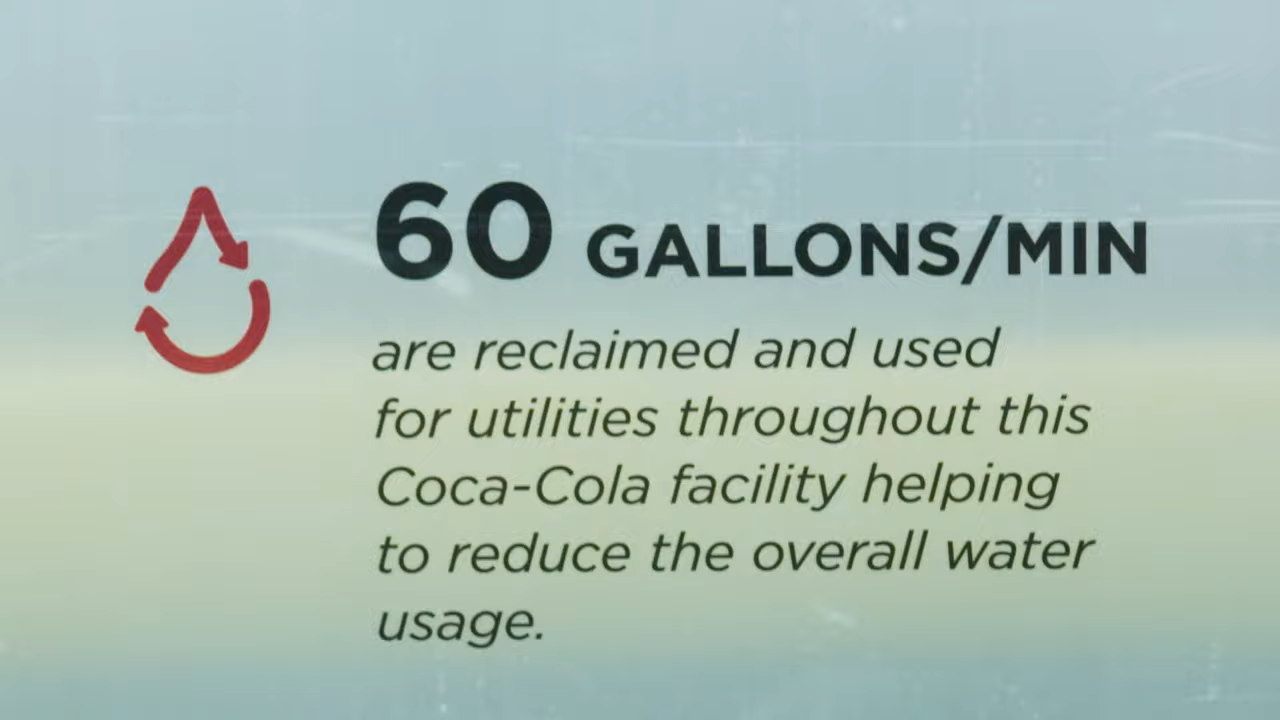 60 GALLONS/MIN
are reclaimed and used
for utilities throughout this
Coca-Cola facility helping
to reduce the overall water
usage.